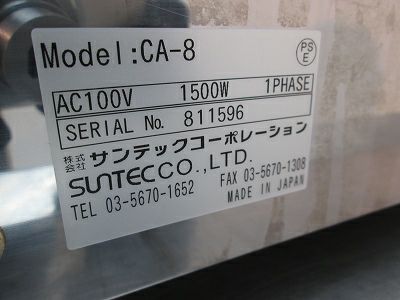 Model:CA-8
PS
E
AC100V 1500W 1PHASE
SERIAL No. 811596
株式会社 サンテックコーポレーション
SUNTEC CO.,LTD.
TEL 03-5670-1652 FAX 03-5670-1308
MADE IN JAPAN